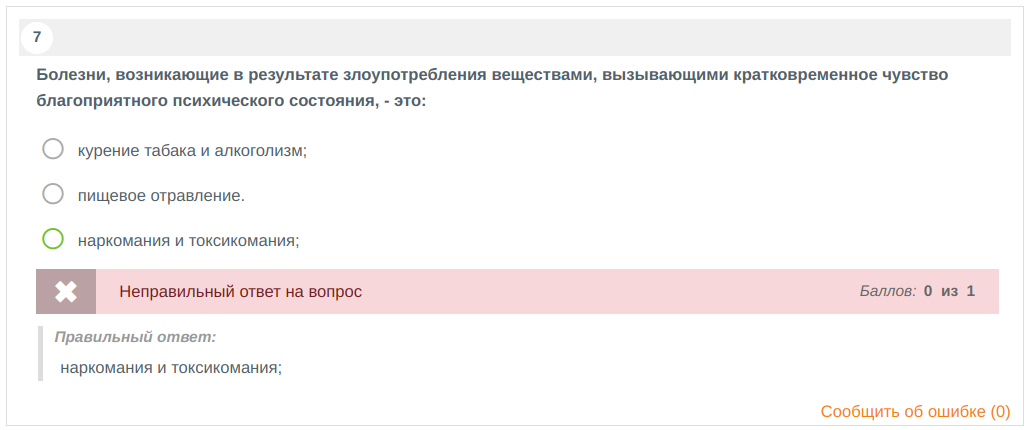 7
Болезни, возникающие в результате злоупотребления веществами, вызывающими кратковременное чувство
благоприятного психического состояния, - это:
курение табака и алкоголизм;
пищевое отравление.
наркомания и токсикомания;
Неправильный ответ на вопрос Баллов: 0 из 1
Правильный ответ:
наркомания и токсикомания;
Сообщить об ошибке (0)